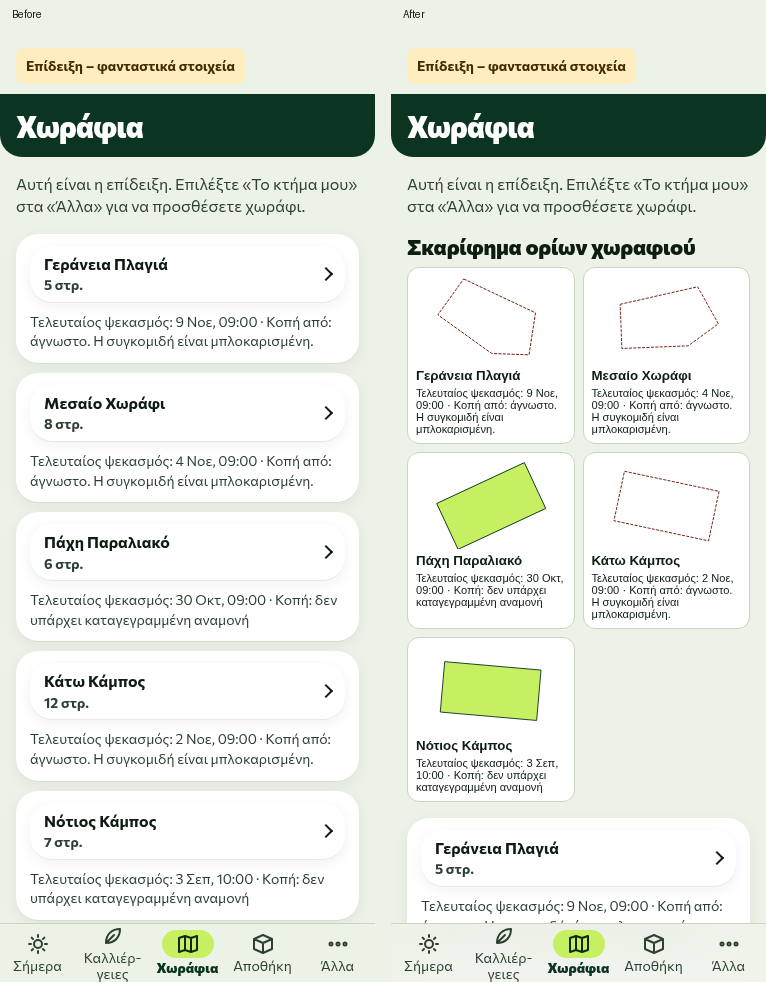 Before
Επίδειξη – φανταστικά στοιχεία
Χωράφια
Αυτή είναι η επίδειξη. Επιλέξτε «Το κτήμα μου»
στα «Άλλα» για να προσθέσετε χωράφι.
Γεράνεια Πλαγιά
5 στρ.
Τελευταίος ψεκασμός: 9 Νοε, 09:00 · Κοπή από:
άγνωστο. Η συγκομιδή είναι μπλοκαρισμένη.
Μεσαίο Χωράφι
8 στρ.
Τελευταίος ψεκασμός: 4 Νοε, 09:00 · Κοπή από:
άγνωστο. Η συγκομιδή είναι μπλοκαρισμένη.
Πάχη Παραλιακό
6 στρ.
Τελευταίος ψεκασμός: 30 Οκτ, 09:00 · Κοπή: δεν
υπάρχει καταγεγραμμένη αναμονή
Κάτω Κάμπος
12 στρ.
Τελευταίος ψεκασμός: 2 Νοε, 09:00 · Κοπή από:
άγνωστο. Η συγκομιδή είναι μπλοκαρισμένη.
Νότιος Κάμπος
7 στρ.
Τελευταίος ψεκασμός: 3 Σεπ, 10:00 · Κοπή: δεν
υπάρχει καταγεγραμμένη αναμονή
Σήμερα
Καλλιέρ-
γειες
Χωράφια
Αποθήκη
Άλλα
After
Επίδειξη – φανταστικά στοιχεία
Χωράφια
Αυτή είναι η επίδειξη. Επιλέξτε «Το κτήμα μου»
στα «Άλλα» για να προσθέσετε χωράφι.
Σκαρίφημα ορίων χωραφιού
Γεράνεια Πλαγιά
Τελευταίος ψεκασμός: 9 Νοε,
09:00 · Κοπή από: άγνωστο.
Η συγκομιδή είναι
μπλοκαρισμένη.
Μεσαίο Χωράφι
Τελευταίος ψεκασμός: 4 Νοε,
09:00 · Κοπή από: άγνωστο.
Η συγκομιδή είναι
μπλοκαρισμένη.
Πάχη Παραλιακό
Τελευταίος ψεκασμός: 30 Οκτ,
09:00 · Κοπή: δεν υπάρχει
καταγεγραμμένη αναμονή
Κάτω Κάμπος
Τελευταίος ψεκασμός: 2 Νοε,
09:00 · Κοπή από: άγνωστο.
Η συγκομιδή είναι
μπλοκαρισμένη.
Νότιος Κάμπος
Τελευταίος ψεκασμός: 3 Σεπ,
10:00 · Κοπή: δεν υπάρχει
καταγεγραμμένη αναμονή
Γεράνεια Πλαγιά
5 στρ.
Τελευταίος ψεκασμός: 9 Νοε, 09:00 · Κοπή από:
Σήμερα
Καλλιέρ-
γειες
Χωράφια
Αποθήκη
Άλλα